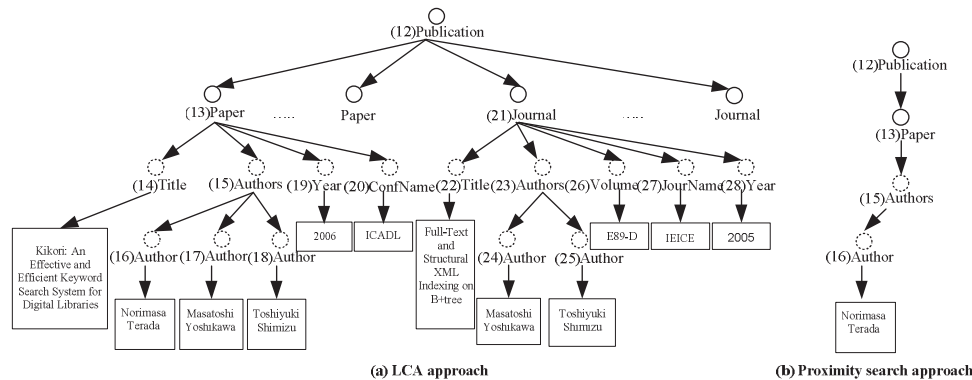 (12)Publication
(13)Paper
.....
Paper
(21)Journal
.....
Journal
(14)Title
(15)Authors
(19)Year
(20)ConfName
(22)Title
(23)Authors
(26)Volume
(27)JourName
(28)Year
Kikori: An
Effective and
Efficient Keyword
Search System for
Digital Libraries
(16)Author
(17)Author
(18)Author
2006
ICADL
Full-Text
and
Structural
XML
Indexing on
B+tree
(24)Author
(25)Author
E89-D
IEICE
2005
Norimasa
Terada
Masatoshi
Yoshikawa
Toshiyuki
Shimizu
Masatoshi
Yoshikawa
Toshiyuki
Shimizu
(a) LCA approach
(12)Publication
(13)Paper
(15)Authors
(16)Author
Norimasa
Terada
(b) Proximity search approach